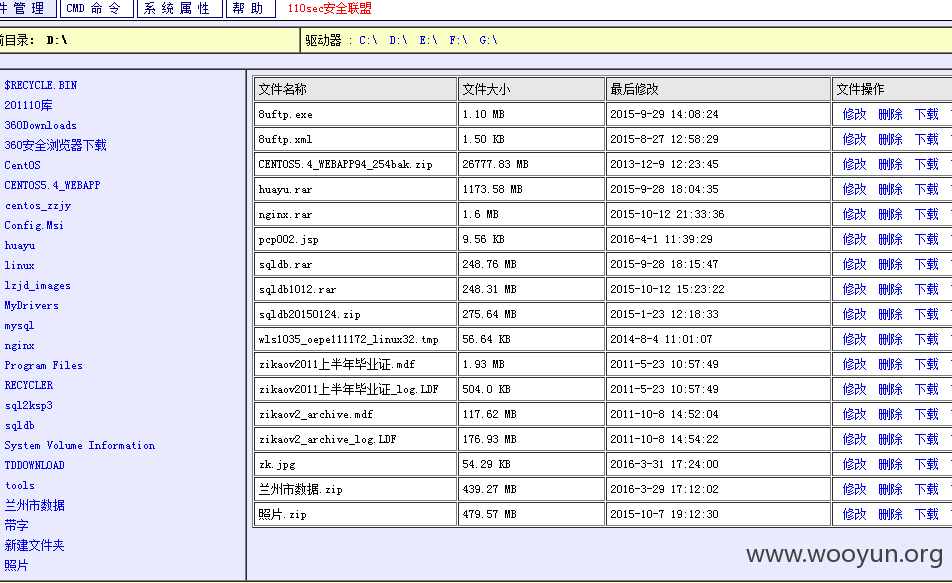 件管理 CMD 命令 系统属性 帮助 110sec安全联盟
前目录: D:\ 驱动器 : C:\ D:\ E:\ F:\ G:\
$RECYCLE.BIN
201110库
360Downloads
360安全浏览器下载
CentOS
CENTOS5.4_WEBAPP
centos_zzjy
Config.Msi
huayu
linux
lzjd_images
MyDrivers
mysql
nginx
Program Files
RECYCLER
sql2ksp3
sqldb
System Volume Information
TDDOWNLOAD
tools
兰州市数据
带字
新建文件夹
照片
文件名称 文件大小 最后修改 文件操作
8uftp.exe 1.10 MB 2015-9-29 14:08:24 修改 删除 下载
8uftp.xml 1.50 KB 2015-8-27 12:58:29 修改 删除 下载
CENTOS5.4_WEBAPP94_254bak.zip 26777.83 MB 2013-12-9 12:23:45 修改 删除 下载
huayu.rar 1173.58 MB 2015-9-28 18:04:35 修改 删除 下载
nginx.rar 1.6 MB 2015-10-12 21:33:36 修改 删除 下载
pcp002.jsp 9.56 KB 2016-4-1 11:39:29 修改 删除 下载
sqldb.rar 248.76 MB 2015-9-28 18:15:47 修改 删除 下载
sqldb1012.rar 248.31 MB 2015-10-12 15:23:22 修改 删除 下载
sqldb20150124.zip 275.64 MB 2015-1-23 12:18:33 修改 删除 下载
wls1035_oepe111172_linux32.tmp 56.64 KB 2014-8-4 11:01:07 修改 删除 下载
zikaov2011上半年毕业证.mdf 1.93 MB 2011-5-23 10:57:49 修改 删除 下载
zikaov2011上半年毕业证_log.LDF 504.0 KB 2011-5-23 10:57:49 修改 删除 下载
zikaov2_archive.mdf 117.62 MB 2011-10-8 14:52:04 修改 删除 下载
zikaov2_archive_log.LDF 176.93 MB 2011-10-8 14:54:22 修改 删除 下载
zk.jpg 54.29 KB 2016-3-31 17:24:00 修改 删除 下载
兰州市数据.zip 439.27 MB 2016-3-29 17:12:02 修改 删除 下载
照片.zip 479.57 MB 2015-10-7 19:12:30 修改 删除 下载
www.wooyun.org